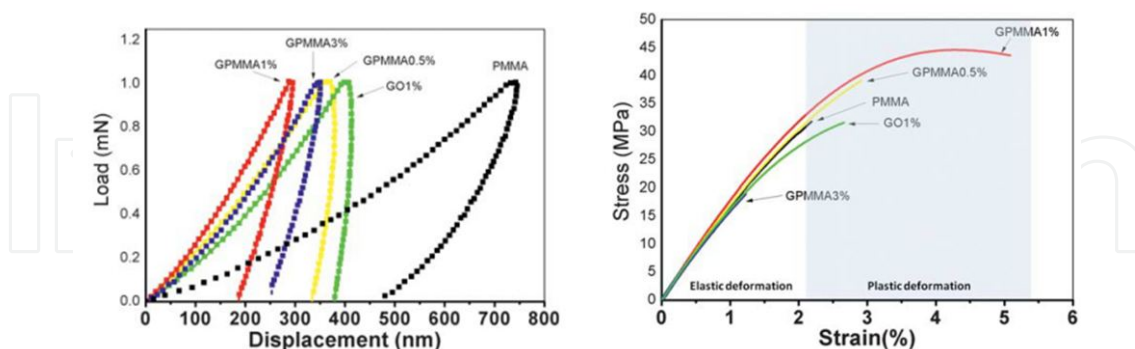 1.2
1.0
0.8
0.6
0.4
0.2
0.0
Load (mN)
GPMMA1%
GPMMA3%
GPMMA0.5%
PMMA
GO1%
0 100 200 300 400 500 600 700 800
Displacement (nm)
50
45
40
35
30
25
20
15
10
5
0
Stress (MPa)
GPMMA1%
GPMMA0.5%
PMMA
GO1%
GPMMA3%
Elastic deformation
Plastic deformation
0 1 2 3 4 5 6
Strain(%)